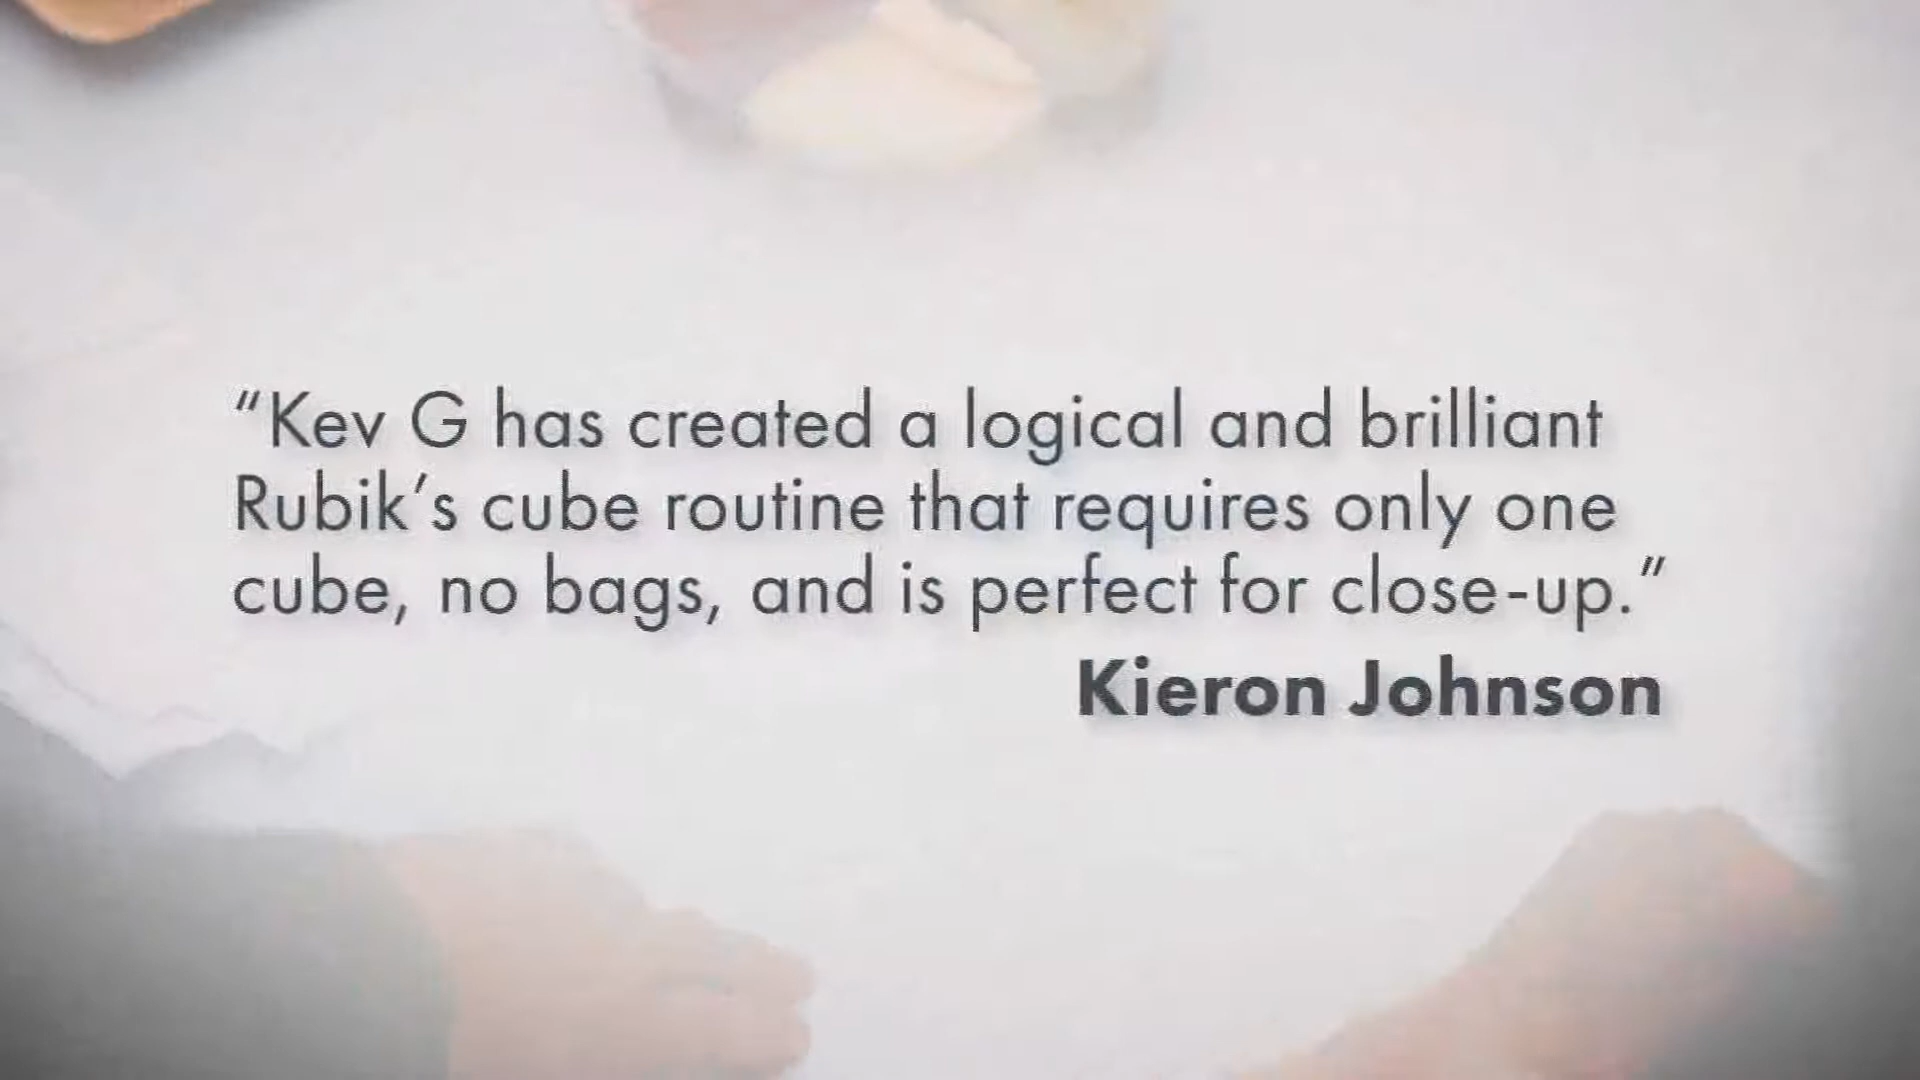 “Kev G has created a logical and brilliant
Rubik’s cube routine that requires only one
cube, no bags, and is perfect for close-up.”
Kieron Johnson